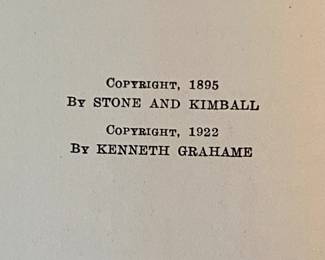 Copyright, 1895
By STONE AND KIMBALL
Copyright, 1922
By KENNETH GRAHAME